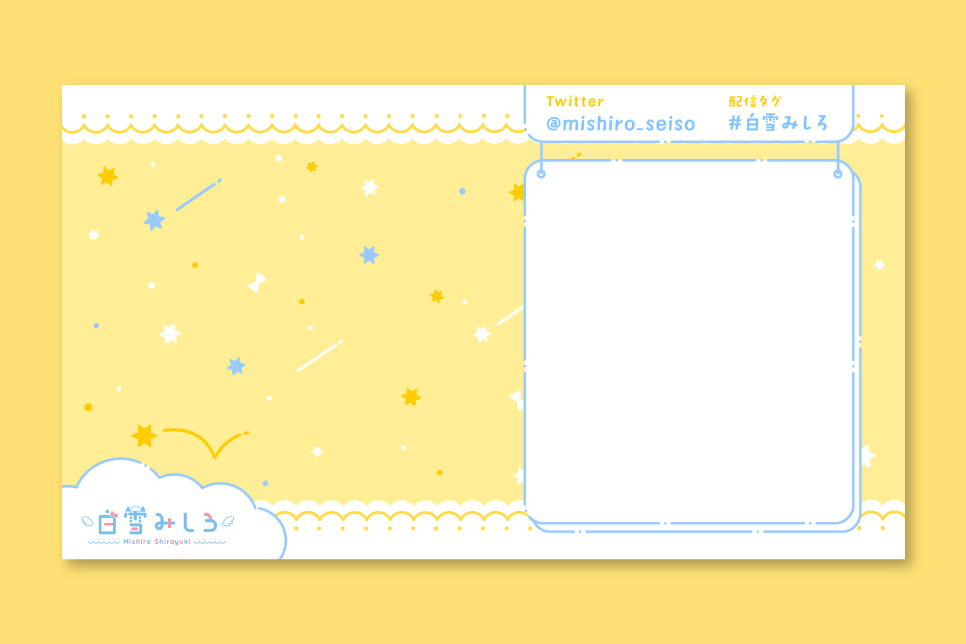 Twitter
@mishiro_seiso
配信タグ
#白雪みしろ
白雪みしろ
Mishiro Shirayuki